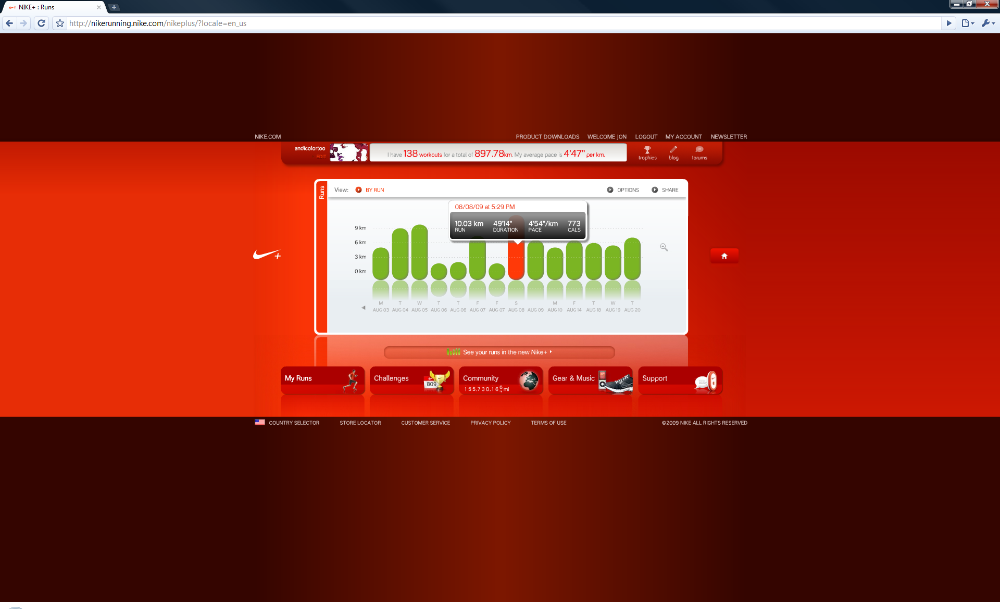 NIKE+ : Runs
http://nikerunning.nike.com/nikeplus/?locale=en_us
NIKE.COM
PRODUCT DOWNLOADS WELCOME JON LOGOUT MY ACCOUNT NEWSLETTER
andicolortoo
EDIT
I have 138 workouts for a total of 897.78km. My average pace is 4'47" per km.
trophies blog forums
Runs
View: BY RUN OPTIONS SHARE
08/08/09 at 5:29 PM
10.03 km 49'14" 4'54"/km 773
RUN DURATION PACE CALS
9 km
6 km
3 km
0 km
M T W T T F F S M F T W T
AUG 03 AUG 04 AUG 05 AUG 06 AUG 06 AUG 07 AUG 07 AUG 08 AUG 09 AUG 10 AUG 14 AUG 18 AUG 19 AUG 20
See your runs in the new Nike+
My Runs Challenges Community Gear & Music Support
809
COUNTRY SELECTOR STORE LOCATOR CUSTOMER SERVICE PRIVACY POLICY TERMS OF USE ©2009 NIKE ALL RIGHTS RESERVED